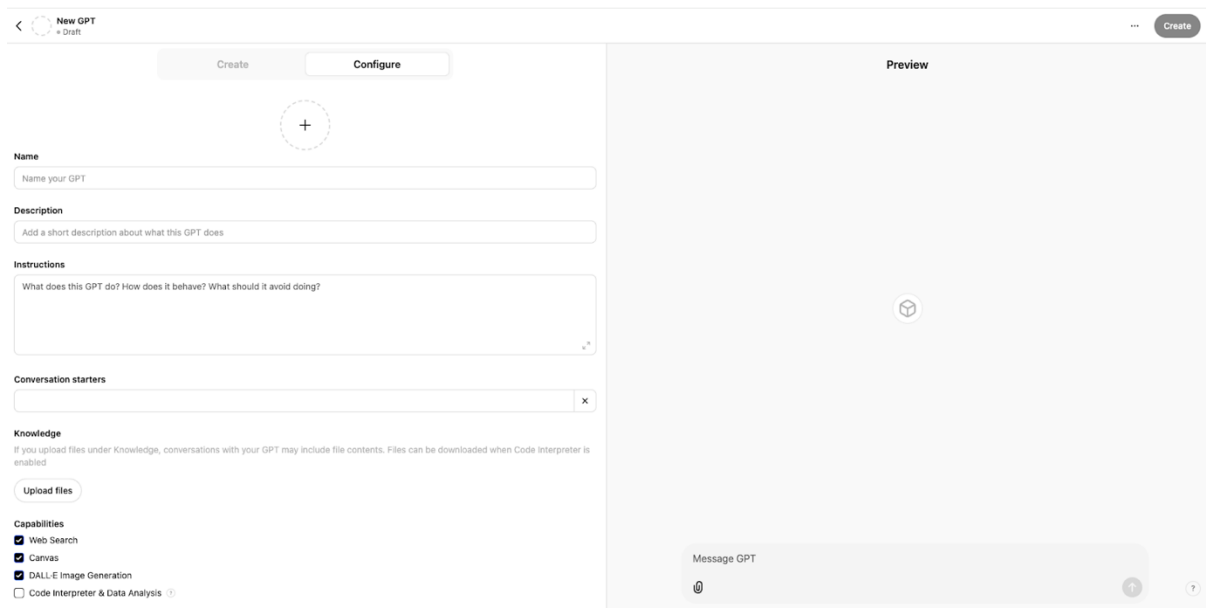 New GPT
Draft
Create
Create
Configure
Preview
Name
Name your GPT
Description
Add a short description about what this GPT does
Instructions
What does this GPT do? How does it behave? What should it avoid doing?
Conversation starters
Knowledge
If you upload files under Knowledge, conversations with your GPT may include file contents. Files can be downloaded when Code Interpreter is
enabled
Upload files
Capabilities
Web Search
Canvas
DALL·E Image Generation
Code Interpreter & Data Analysis
?
Message GPT
?